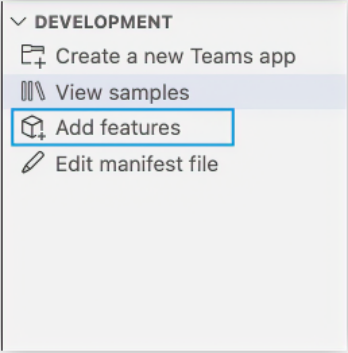 DEVELOPMENT
Create a new Teams app
View samples
Add features
Edit manifest file